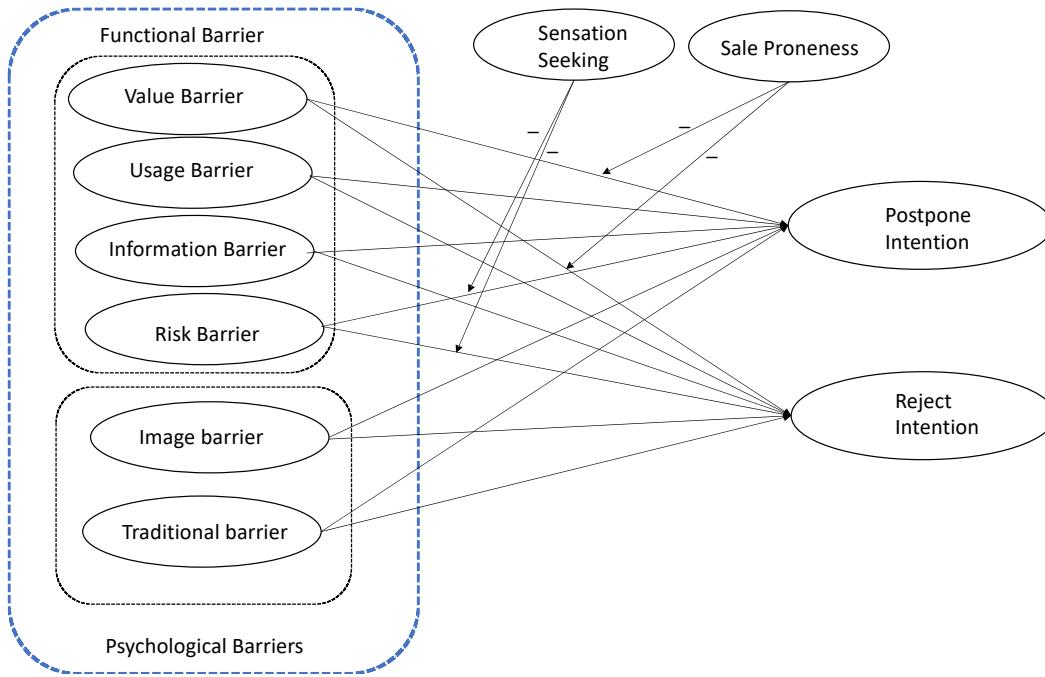 Functional Barrier
Value Barrier
Usage Barrier
Information Barrier
Risk Barrier
Image barrier
Traditional barrier
Psychological Barriers
Sensation
Seeking
Sale Proneness
–
–
–
–
Postpone
Intention
Reject
Intention